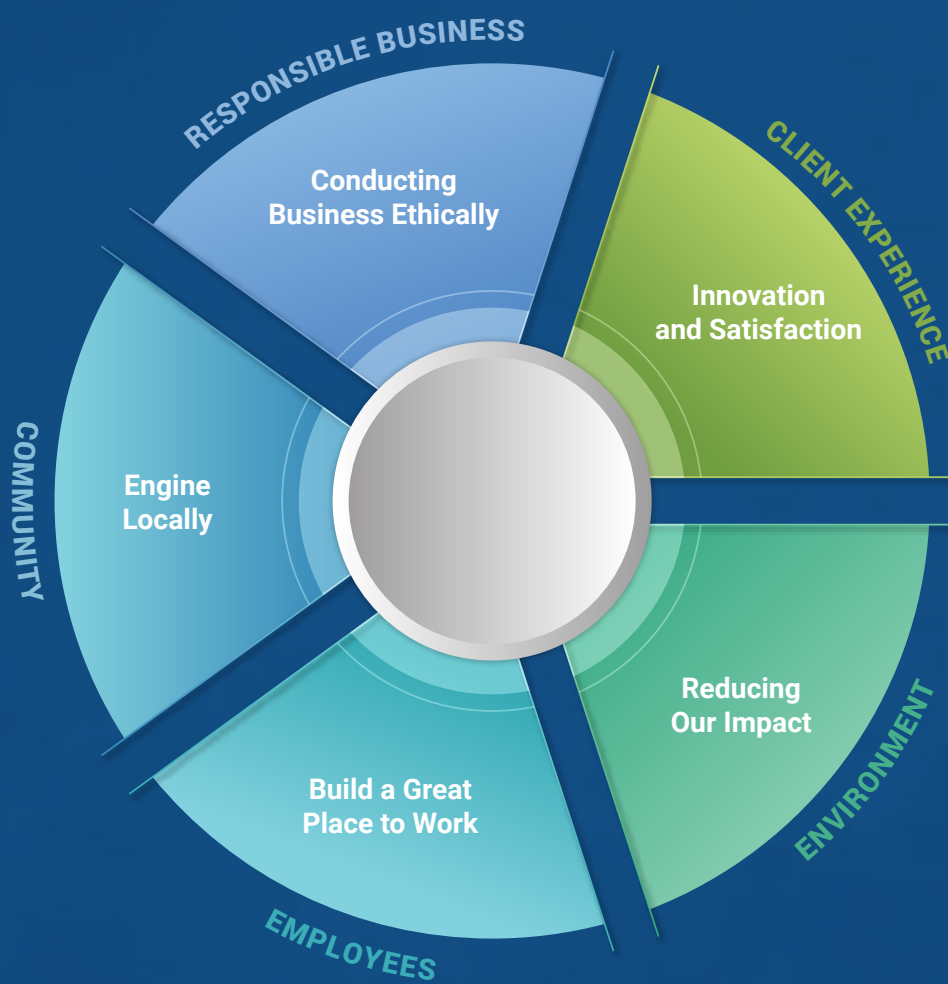 RESPONSIBLE BUSINESS
Conducting
Business Ethically
CLIENT EXPERIENCE
Innovation
and Satisfaction
COMMUNITY
Engine
Locally
ENVIRONMENT
Reducing
Our Impact
EMPLOYEES
Build a Great
Place to Work